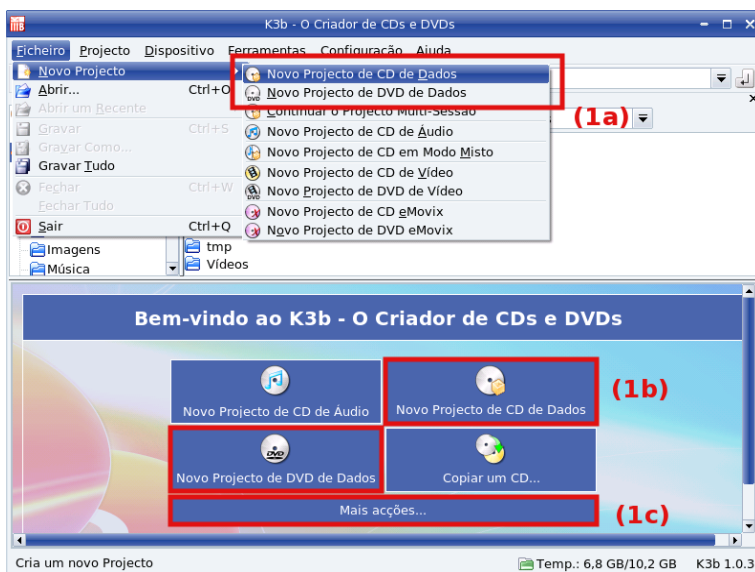 K3b - O Criador de CDs e DVDs
Ficheiro Projecto Dispositivo Ferramentas Configuração Ajuda
Novo Projecto
Abrir... Ctrl+O
Abrir um Recente
Gravar Ctrl+S
Gravar Como...
Gravar Tudo
Fechar Ctrl+W
Fechar Tudo
Sair Ctrl+Q
Novo Projecto de CD de Dados
Novo Projecto de DVD de Dados
Continuar o Projecto Multi-Sessão
Novo Projecto de CD de Áudio
Novo Projecto de CD em Modo Misto
Novo Projecto de CD de Vídeo
Novo Projecto de DVD de Vídeo
Novo Projecto de CD eMovix
Novo Projecto de DVD eMovix
(1a)
Imagens
Música
tmp
Vídeos
Bem-vindo ao K3b - O Criador de CDs e DVDs
Novo Projecto de CD de Áudio
Novo Projecto de CD de Dados
(1b)
Novo Projecto de DVD de Dados
Copiar um CD...
Mais acções...
(1c)
Cria um novo Projecto
Temp.: 6,8 GB/10,2 GB K3b 1.0.3